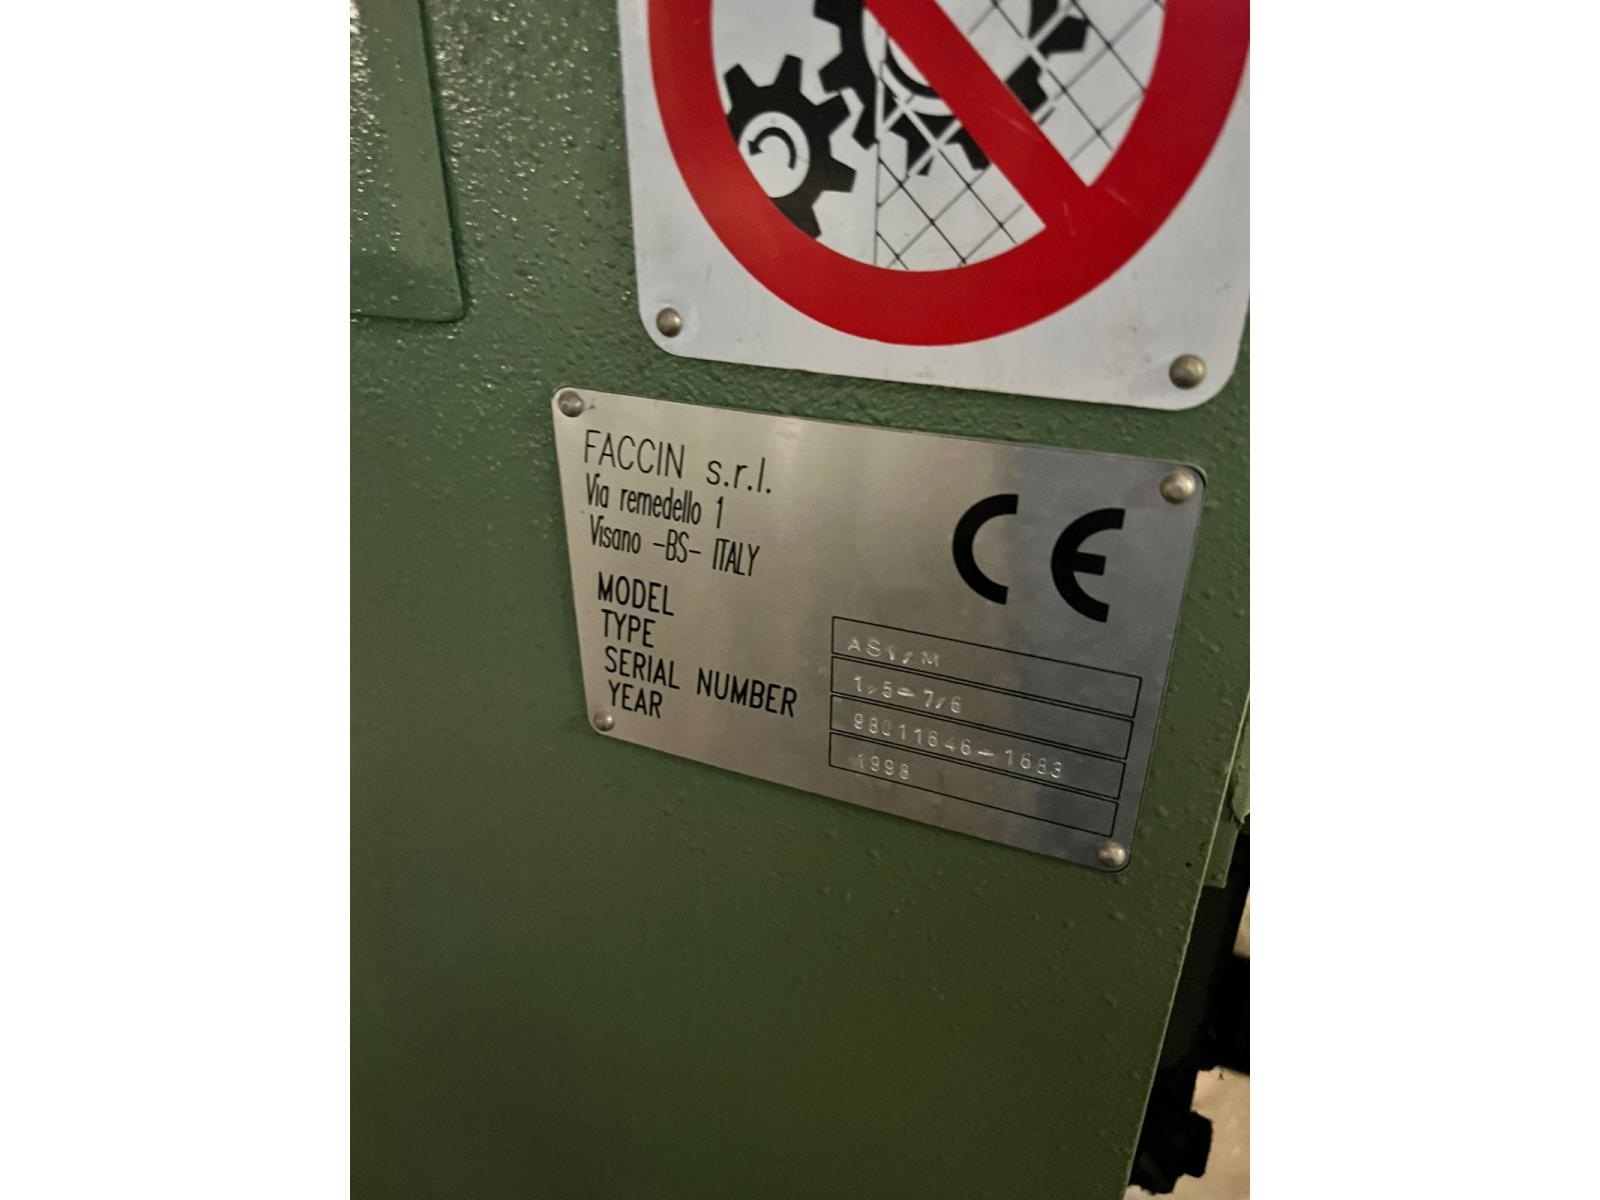 FACCIN s.r.l.
Via remedello 1
Visano -BS- ITALY
CE
MODEL
TYPE
SERIAL NUMBER
YEAR
1,5-7/6
98011646-1683
1998